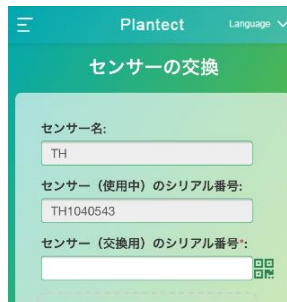 Plantect
Language
センサーの交換
センサー名:
TH
センサー（使用中）のシリアル番号:
TH1040543
センサー（交換用）のシリアル番号*: